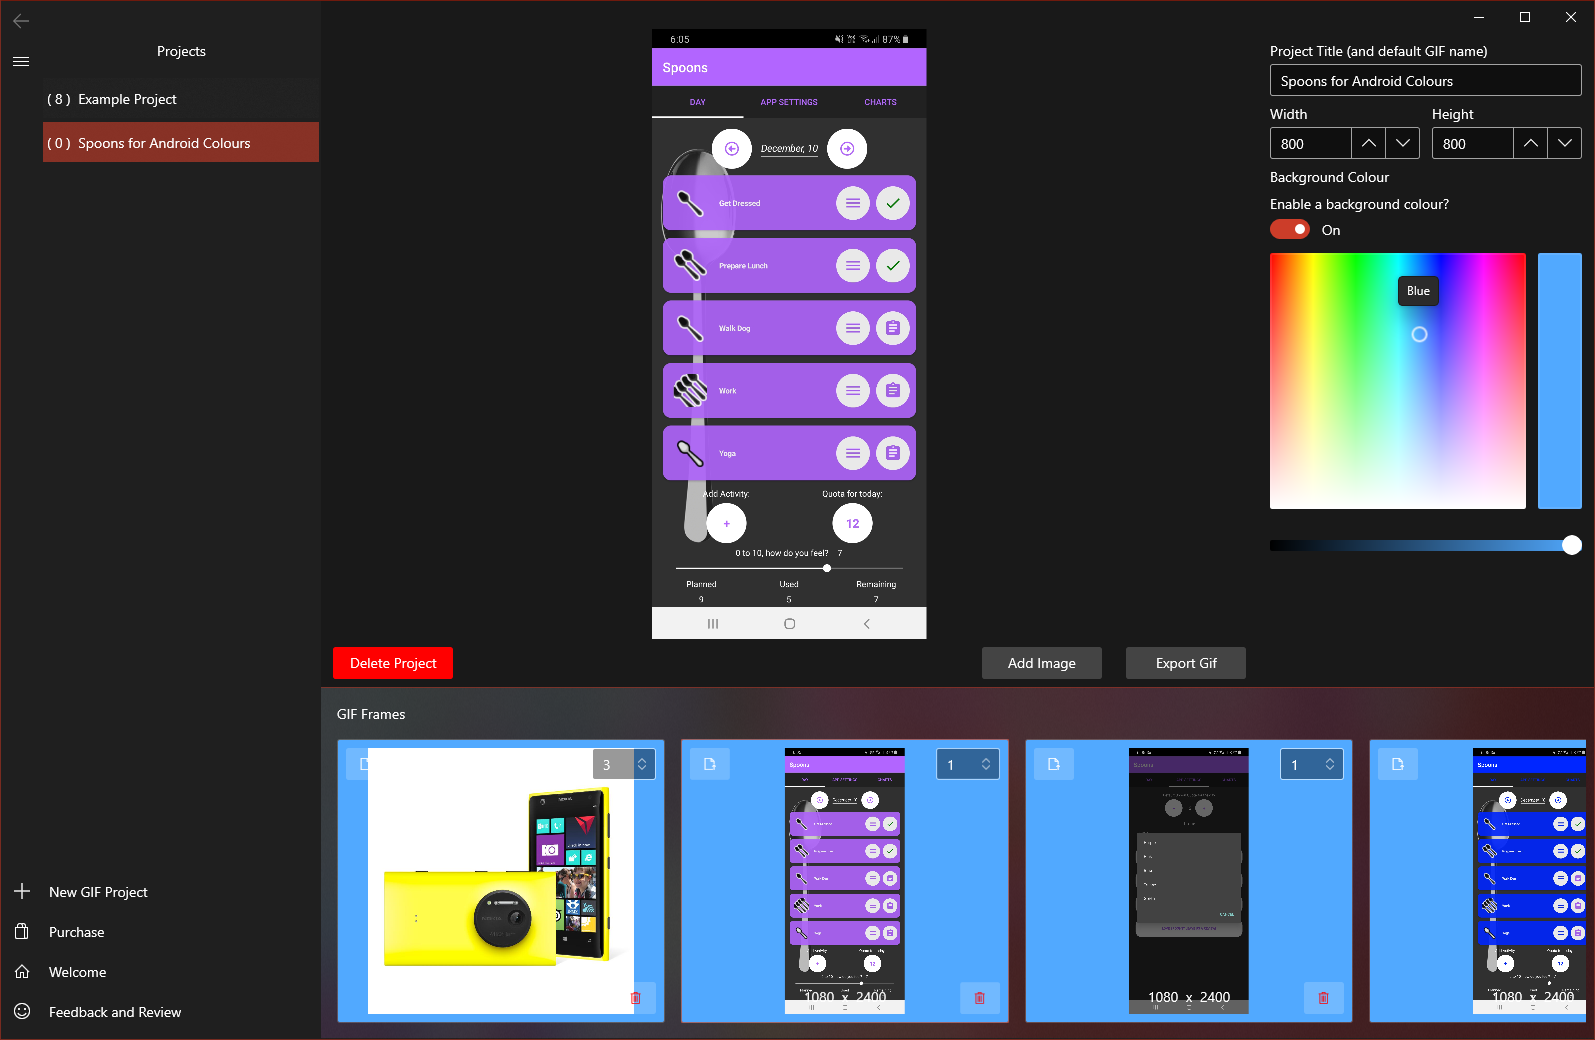 Projects
( 8 ) Example Project
( 0 ) Spoons for Android Colours
New GIF Project
Purchase
Welcome
Feedback and Review
6:05
87%
Spoons
DAY
APP SETTINGS
CHARTS
December, 10
Get Dressed
Prepare Lunch
Walk Dog
Work
Yoga
Add Activity:
Quota for today:
+
12
0 to 10, how do you feel? 7
Planned
Used
Remaining
9
5
7
Delete Project
Add Image
Export Gif
Project Title (and default GIF name)
Spoons for Android Colours
Width
Height
800
800
Background Colour
Enable a background colour?
On
Blue
GIF Frames
3
1
Spoons
1080 x 2400
1
1080 x 2400
Spoons
1080 x 2400